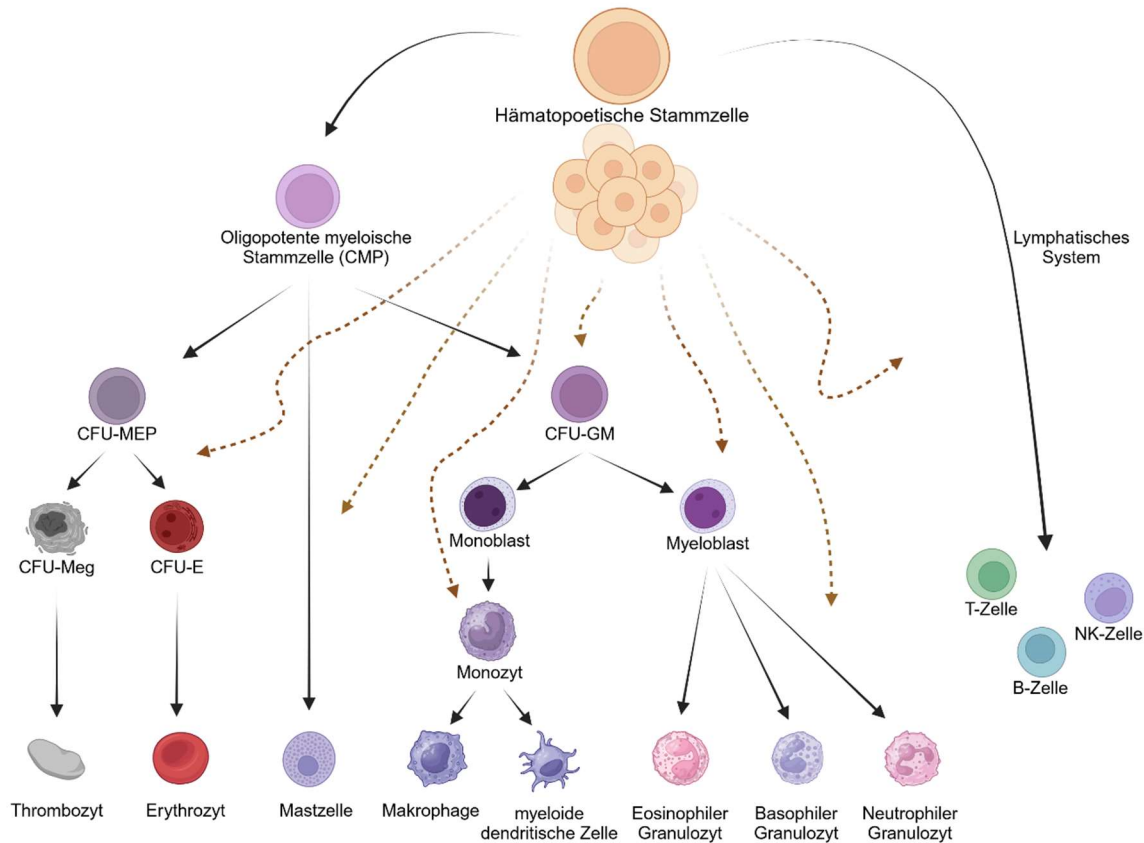 Hämatopoetische Stammzelle
Oligopotente myeloische
Stammzelle (CMP)
Lymphatisches
System
CFU-MEP
CFU-GM
CFU-Meg
CFU-E
Monoblast
Myeloblast
T-Zelle
NK-Zelle
B-Zelle
Monozyt
Thrombozyt
Erythrozyt
Mastzelle
Makrophage
myeloide
dendritische Zelle
Eosinophiler
Granulozyt
Basophiler
Granulozyt
Neutrophiler
Granulozyt